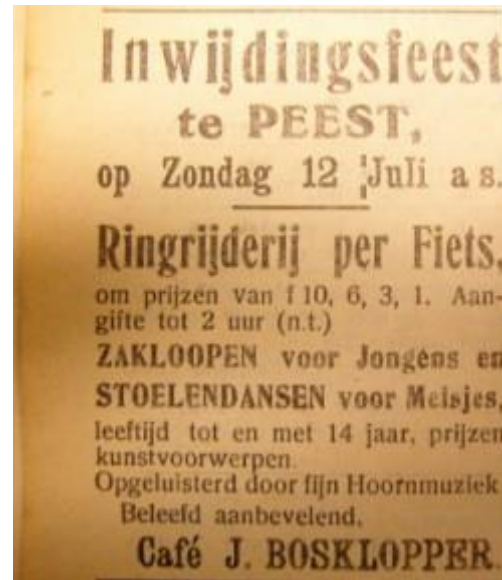 Inwijdingsfeest
te PEEST,
op Zondag 12 Juli a s.
Ringrijderij per Fiets,
om prijzen van f 10, 6, 3, 1. Aan-
gifte tot 2 uur (n.t.)
ZAKLOOPEN voor Jongens en
STOELENDANSEN voor Meisjes,
leeftijd tot en met 14 jaar, prijzen
kunstvoorwerpen.
Opgeluisterd door fijn Hoornmuziek
Beleefd aanbevelend,
Café J. BOSKLOPPER